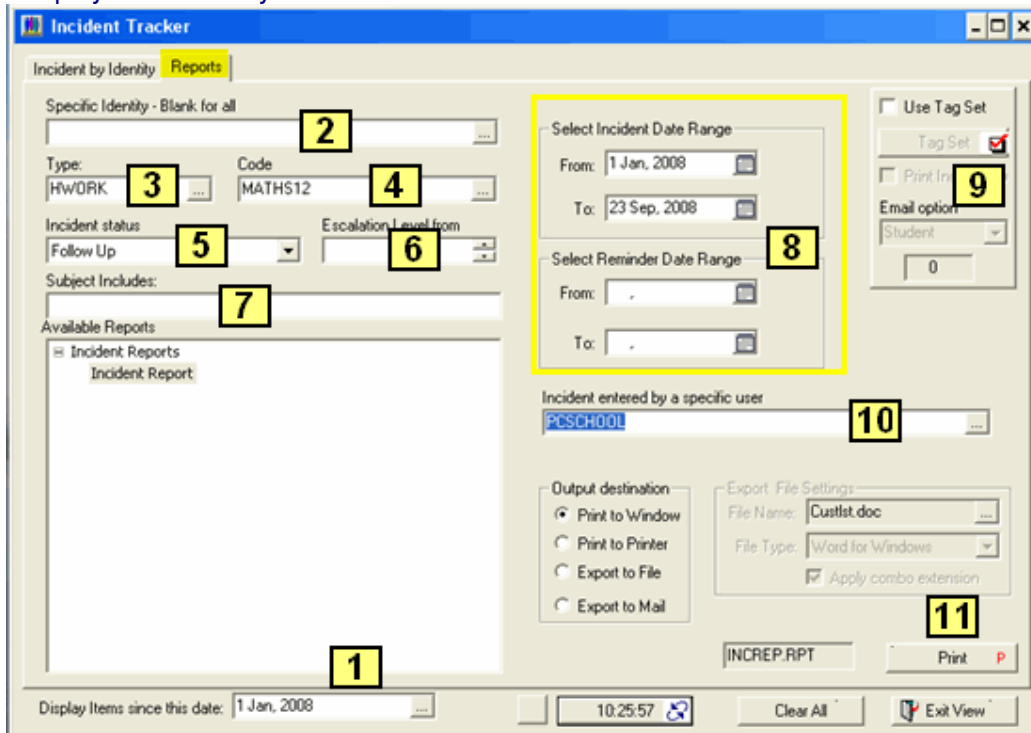 Incident Tracker
Incident by Identity Reports
Specific Identity - Blank for all
2
...
Type: Code
HWORK 3 ... MATHS12 4 ...
Incident status Escalation Level from
Follow Up 5 6
Subject Includes:
7
Available Reports
Incident Reports
Incident Report
Select Incident Date Range
From: 1 Jan, 2008
To: 23 Sep, 2008
8
Select Reminder Date Range
From: ,
To: ,
Use Tag Set
Tag Set
9
Email option
Student
0
Incident entered by a specific user
PCSCHOOL 10 ...
Output destination
Print to Window
Print to Printer
Export to File
Export to Mail
Export File Settings
File Name: Custlst.doc ...
File Type: Word for Windows
Apply combo extension
11
INCREP.RPT Print P
1
Display Items since this date: 1 Jan, 2008 ...
10:25:57 Clear All Exit View